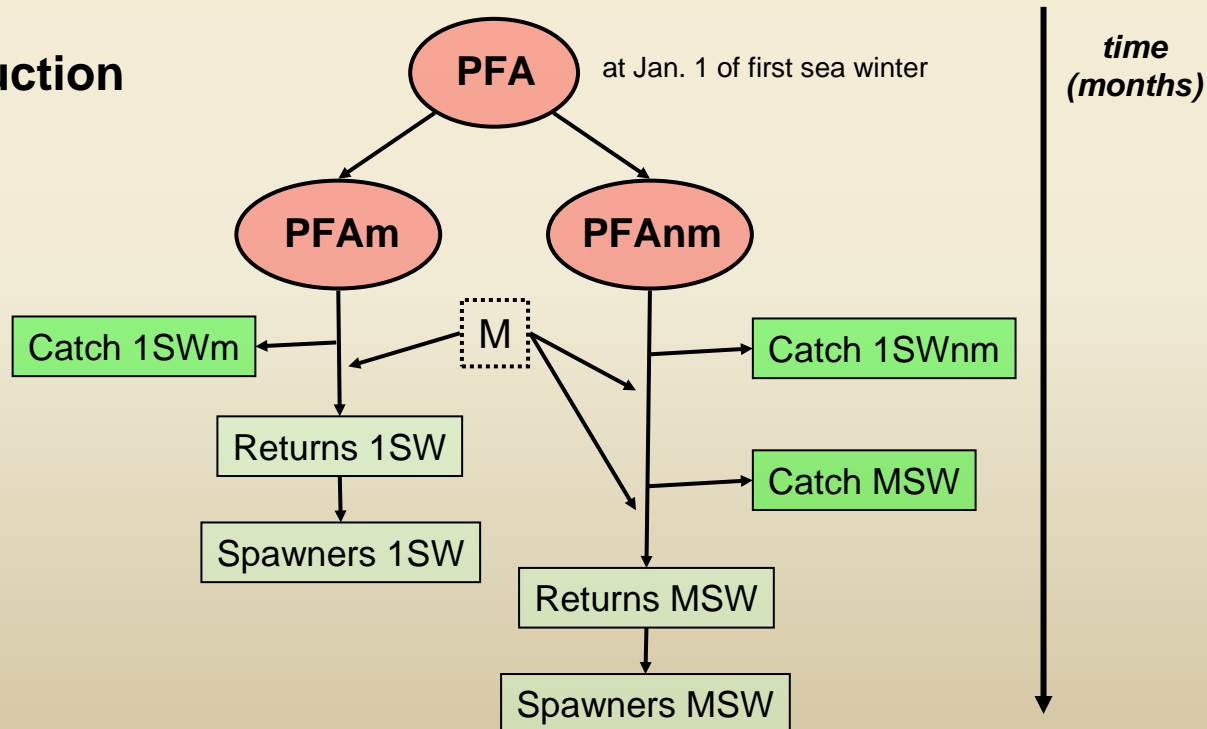 uction
PFA
at Jan. 1 of first sea winter
time
(months)
PFAm
PFAnm
M
Catch 1SWm
Catch 1SWnm
Returns 1SW
Catch MSW
Spawners 1SW
Returns MSW
Spawners MSW